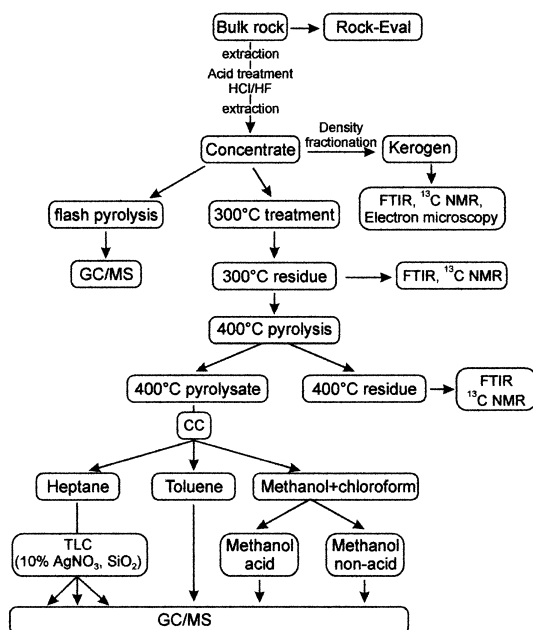 Bulk rock
Rock-Eval
extraction
Acid treatment
HCl/HF
extraction
Density
fractionation
Concentrate
Kerogen
FTIR, ¹³C NMR,
Electron microscopy
flash pyrolysis
300°C treatment
GC/MS
300°C residue
FTIR, ¹³C NMR
400°C pyrolysis
400°C pyrolysate
400°C residue
FTIR
¹³C NMR
CC
Heptane
Toluene
Methanol+chloroform
TLC
(10% AgNO₃, SiO₂)
Methanol
acid
Methanol
non-acid
GC/MS